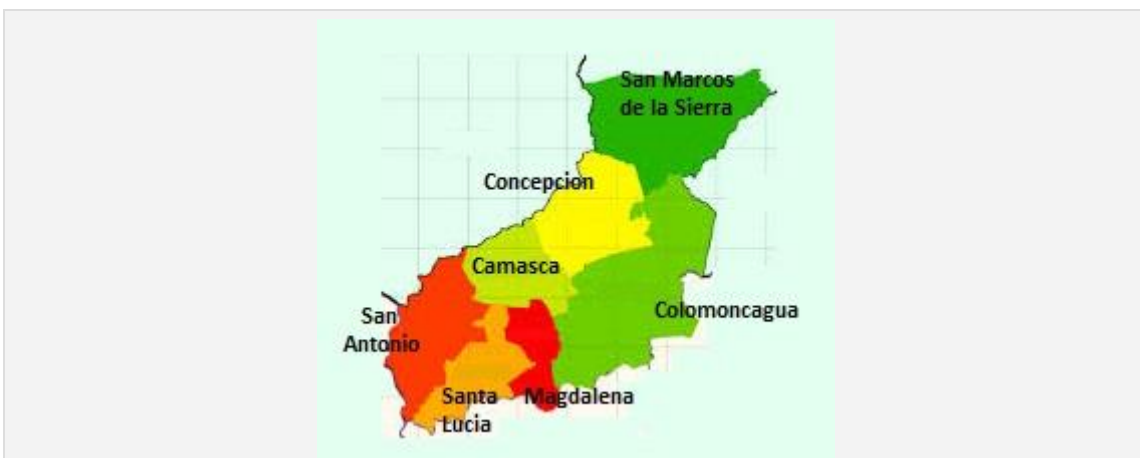 San Marcos
de la Sierra
Concepcion
Camasca
Colomoncagua
San
Antonio
Santa
Lucia
Magdalena